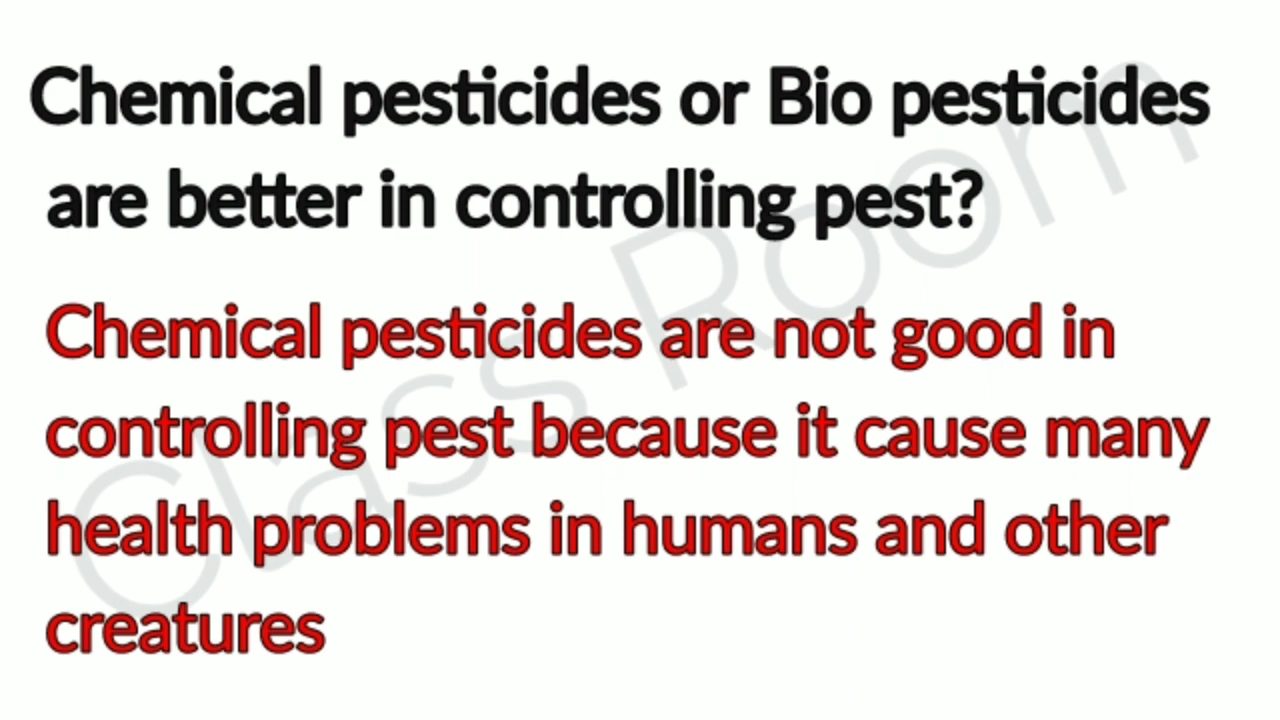 Chemical pesticides or Bio pesticides
are better in controlling pest?
Chemical pesticides are not good in
controlling pest because it cause many
health problems in humans and other
creatures
Class Room